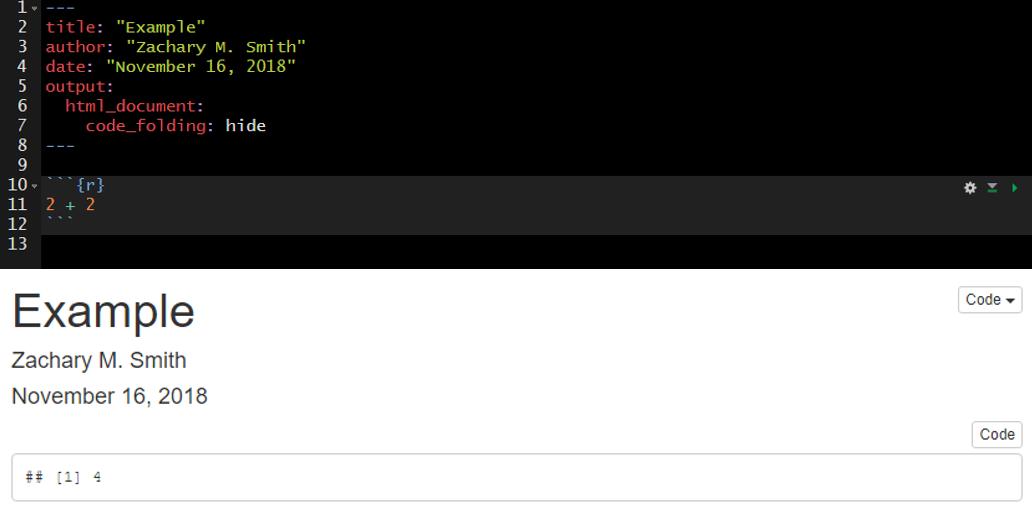 1 ---
2 title: "Example"
3 author: "Zachary M. Smith"
4 date: "November 16, 2018"
5 output:
6   html_document:
7     code_folding: hide
8 ---
9
10 ```{r}
11 2 + 2
12 ```
13
Example
Code
Zachary M. Smith
November 16, 2018
Code
## [1] 4